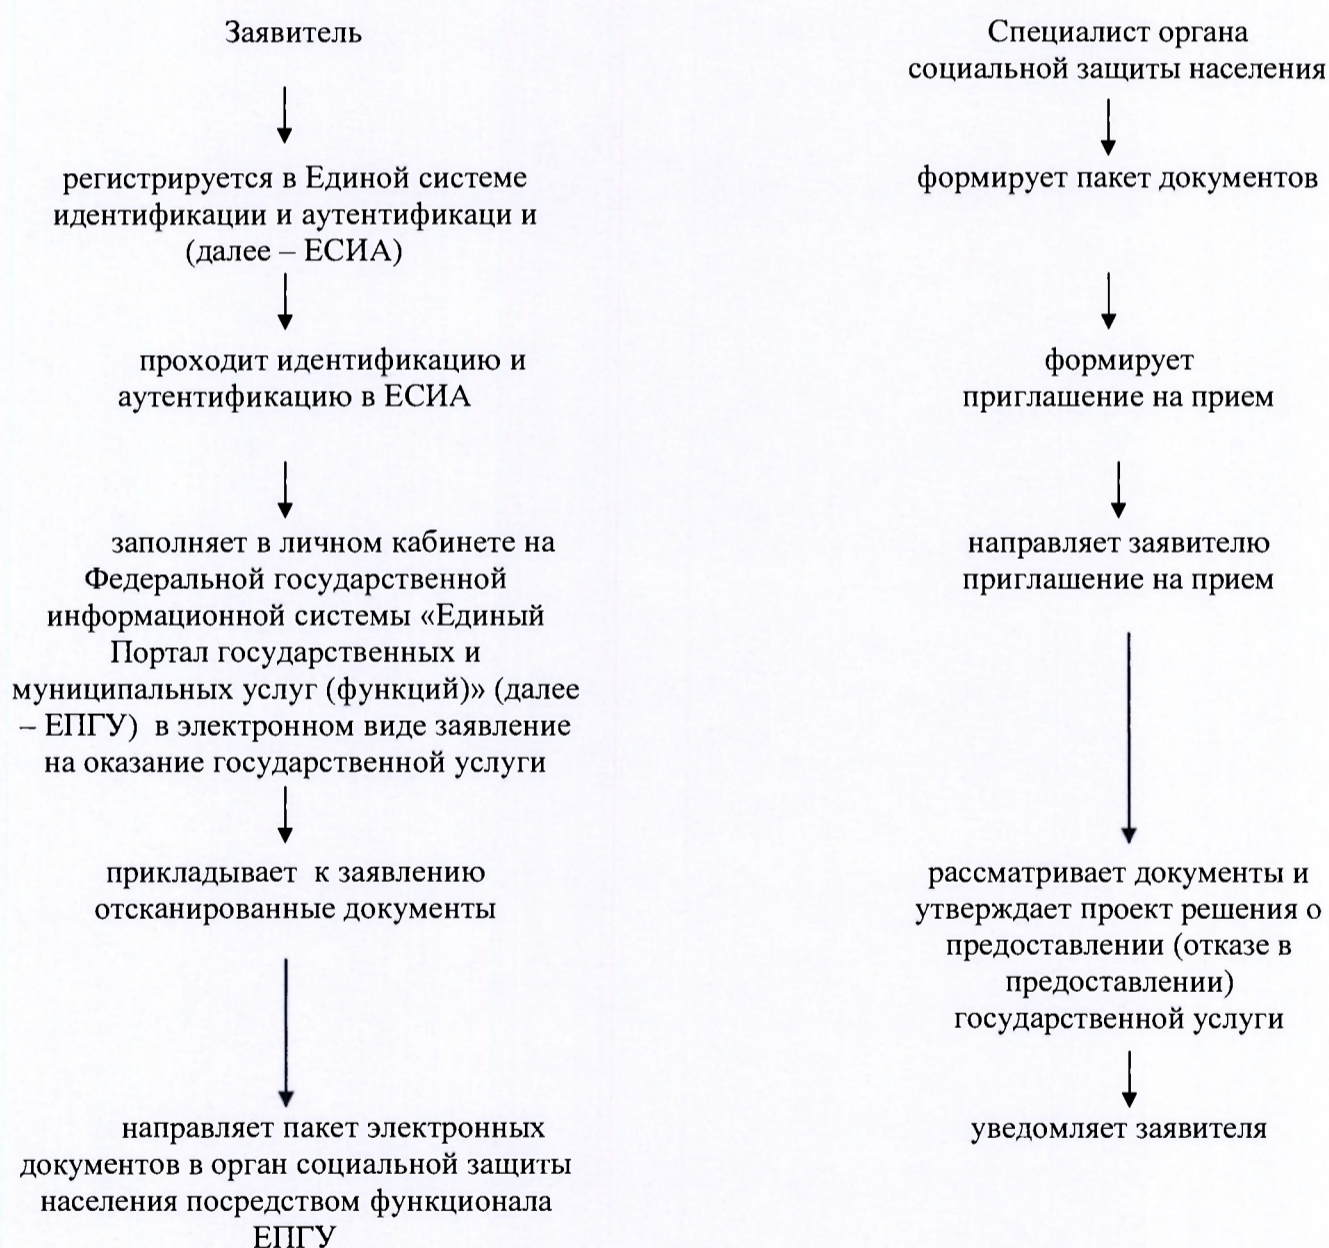 Заявитель
регистрируется в Единой системе
идентификации и аутентификаци и
(далее – ЕСИА)
проходит идентификацию и
аутентификацию в ЕСИА
заполняет в личном кабинете на
Федеральной государственной
информационной системы «Единый
Портал государственных и
муниципальных услуг (функций)» (далее
– ЕПГУ) в электронном виде заявление
на оказание государственной услуги
прикладывает к заявлению
отсканированные документы
направляет пакет электронных
документов в орган социальной защиты
населения посредством функционала
ЕПГУ
Специалист органа
социальной защиты населения
формирует пакет документов
формирует
приглашение на прием
направляет заявителю
приглашение на прием
рассматривает документы и
утверждает проект решения о
предоставлении (отказе в
предоставлении)
государственной услуги
уведомляет заявителя